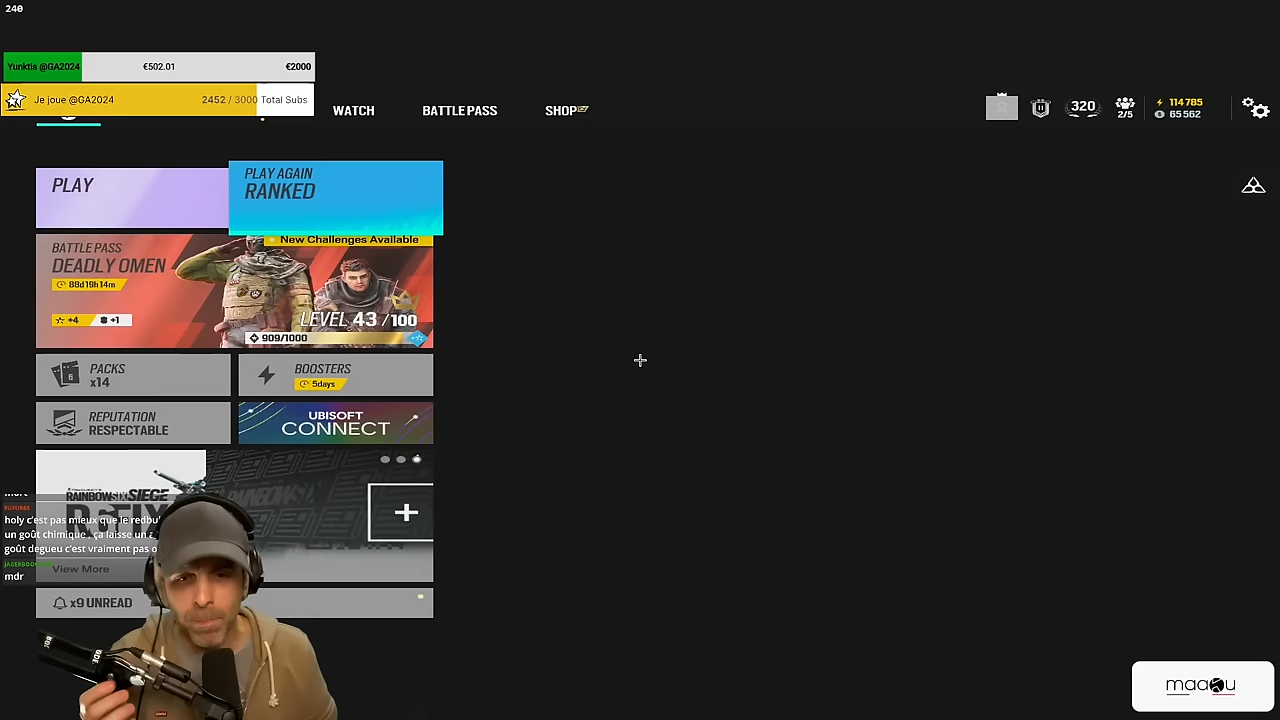 240
Yunktis @GA2024 €502.01 €2000
Je joue @GA2024 2452 / 3000 Total Subs
WATCH BATTLE PASS SHOP
320 2/5 114 785
65 562
PLAY
PLAY AGAIN
RANKED
New Challenges Available
BATTLE PASS
DEADLY OMEN
88d 19h 14m
+4 +1
LEVEL 43 / 100
909/1000
PACKS
x14
BOOSTERS
5days
REPUTATION
RESPECTABLE
UBISOFT
CONNECT
RAINBOWSIX SIEGE
holy c'est pas mieux que le redbu
un goût chimique , ça laisse un
goût degueu c'est vraiment pas
mdr
View More
x9 UNREAD
maaku